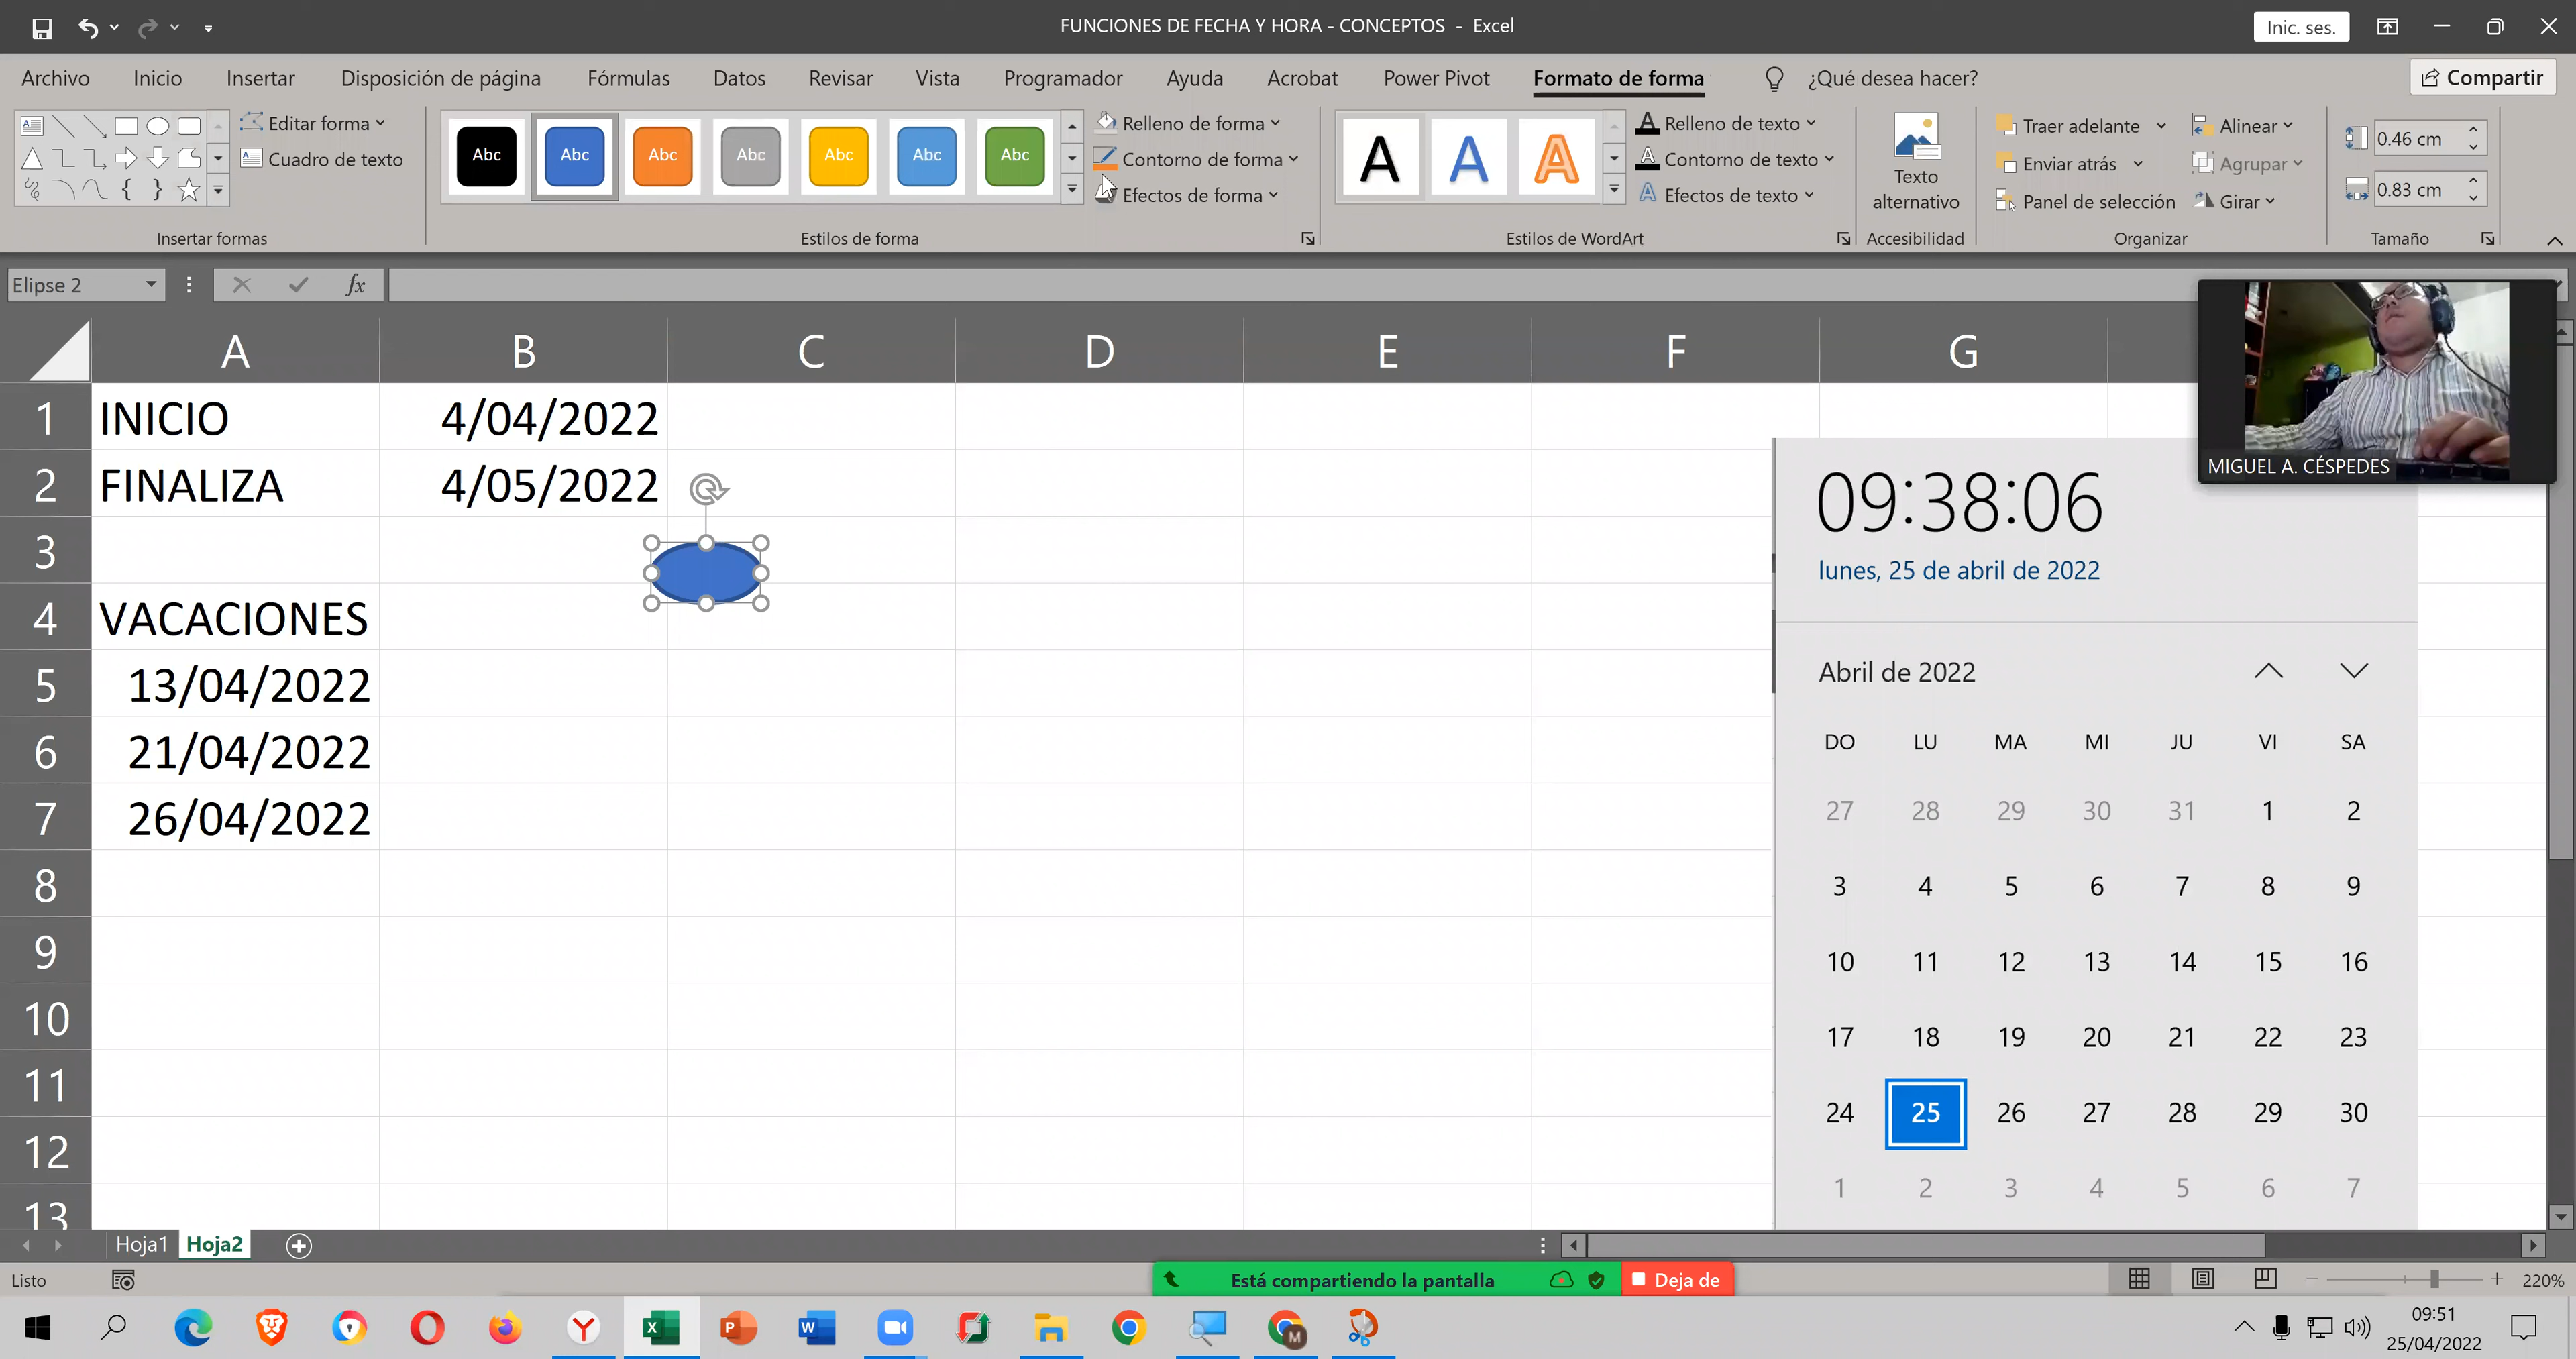 FUNCIONES DE FECHA Y HORA - CONCEPTOS - Excel
Inic. ses.
Archivo Inicio Insertar Disposición de página Fórmulas Datos Revisar Vista Programador Ayuda Acrobat Power Pivot Formato de forma ¿Qué desea hacer? Compartir
Editar forma
Cuadro de texto
Insertar formas
Abc Abc Abc Abc Abc Abc Abc
Relleno de forma
Contorno de forma
Efectos de forma
Estilos de forma
A A A
Relleno de texto
Contorno de texto
Efectos de texto
Estilos de WordArt
Texto
alternativo
Accesibilidad
Traer adelante
Enviar atrás
Panel de selección
Alinear
Agrupar
Girar
Organizar
0.46 cm
0.83 cm
Tamaño
Elipse 2 fx
A B C D E F G
1 INICIO 4/04/2022
2 FINALIZA 4/05/2022
3
4 VACACIONES
5 13/04/2022
6 21/04/2022
7 26/04/2022
8
9
10
11
12
13
MIGUEL A. CÉSPEDES
09:38:06
lunes, 25 de abril de 2022
Abril de 2022
DO LU MA MI JU VI SA
27 28 29 30 31 1 2
3 4 5 6 7 8 9
10 11 12 13 14 15 16
17 18 19 20 21 22 23
24 25 26 27 28 29 30
1 2 3 4 5 6 7
Hoja1 Hoja2
Listo
Está compartiendo la pantalla
Deja de
220%
09:51
25/04/2022